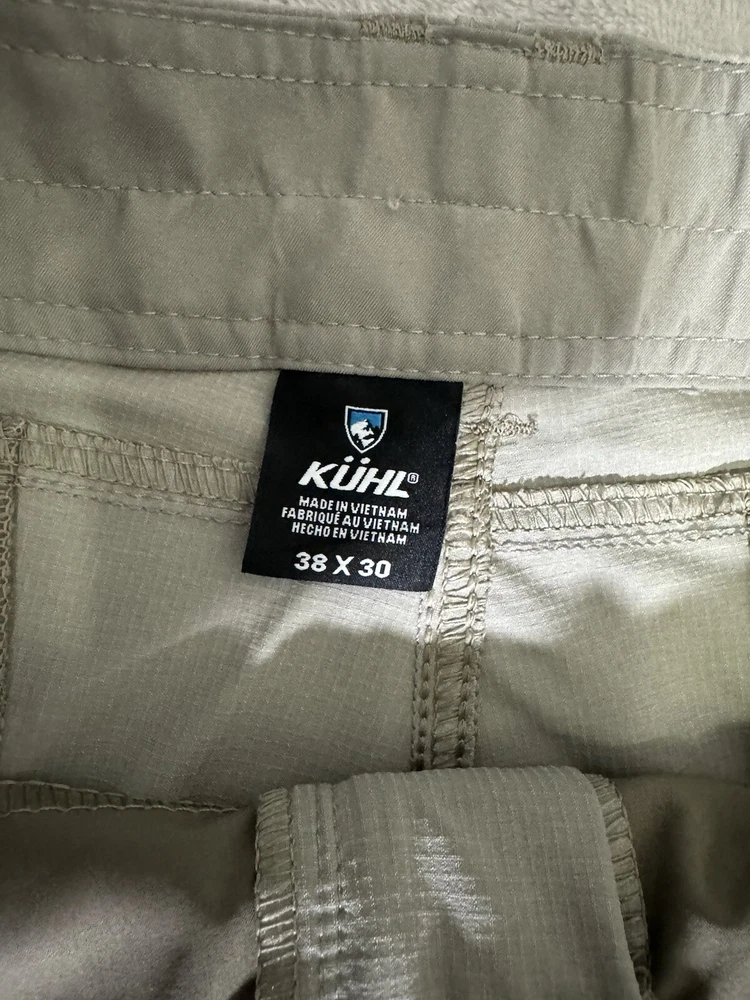 KÜHL®
MADE IN VIETNAM
FABRIQUÉ AU VIETNAM
HECHO EN VIETNAM
38 X 30